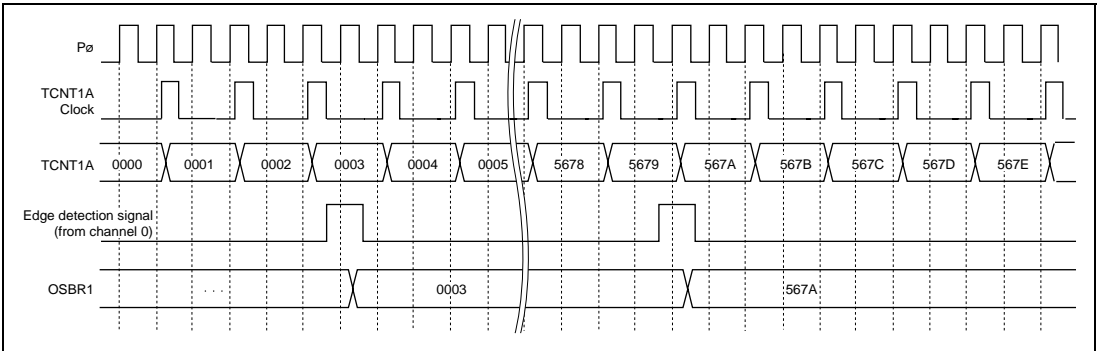 Pø
TCNT1A
Clock
TCNT1A 0000 0001 0002 0003 0004 0005 5678 5679 567A 567B 567C 567D 567E
Edge detection signal
(from channel 0)
OSBR1 . . . 0003 567A